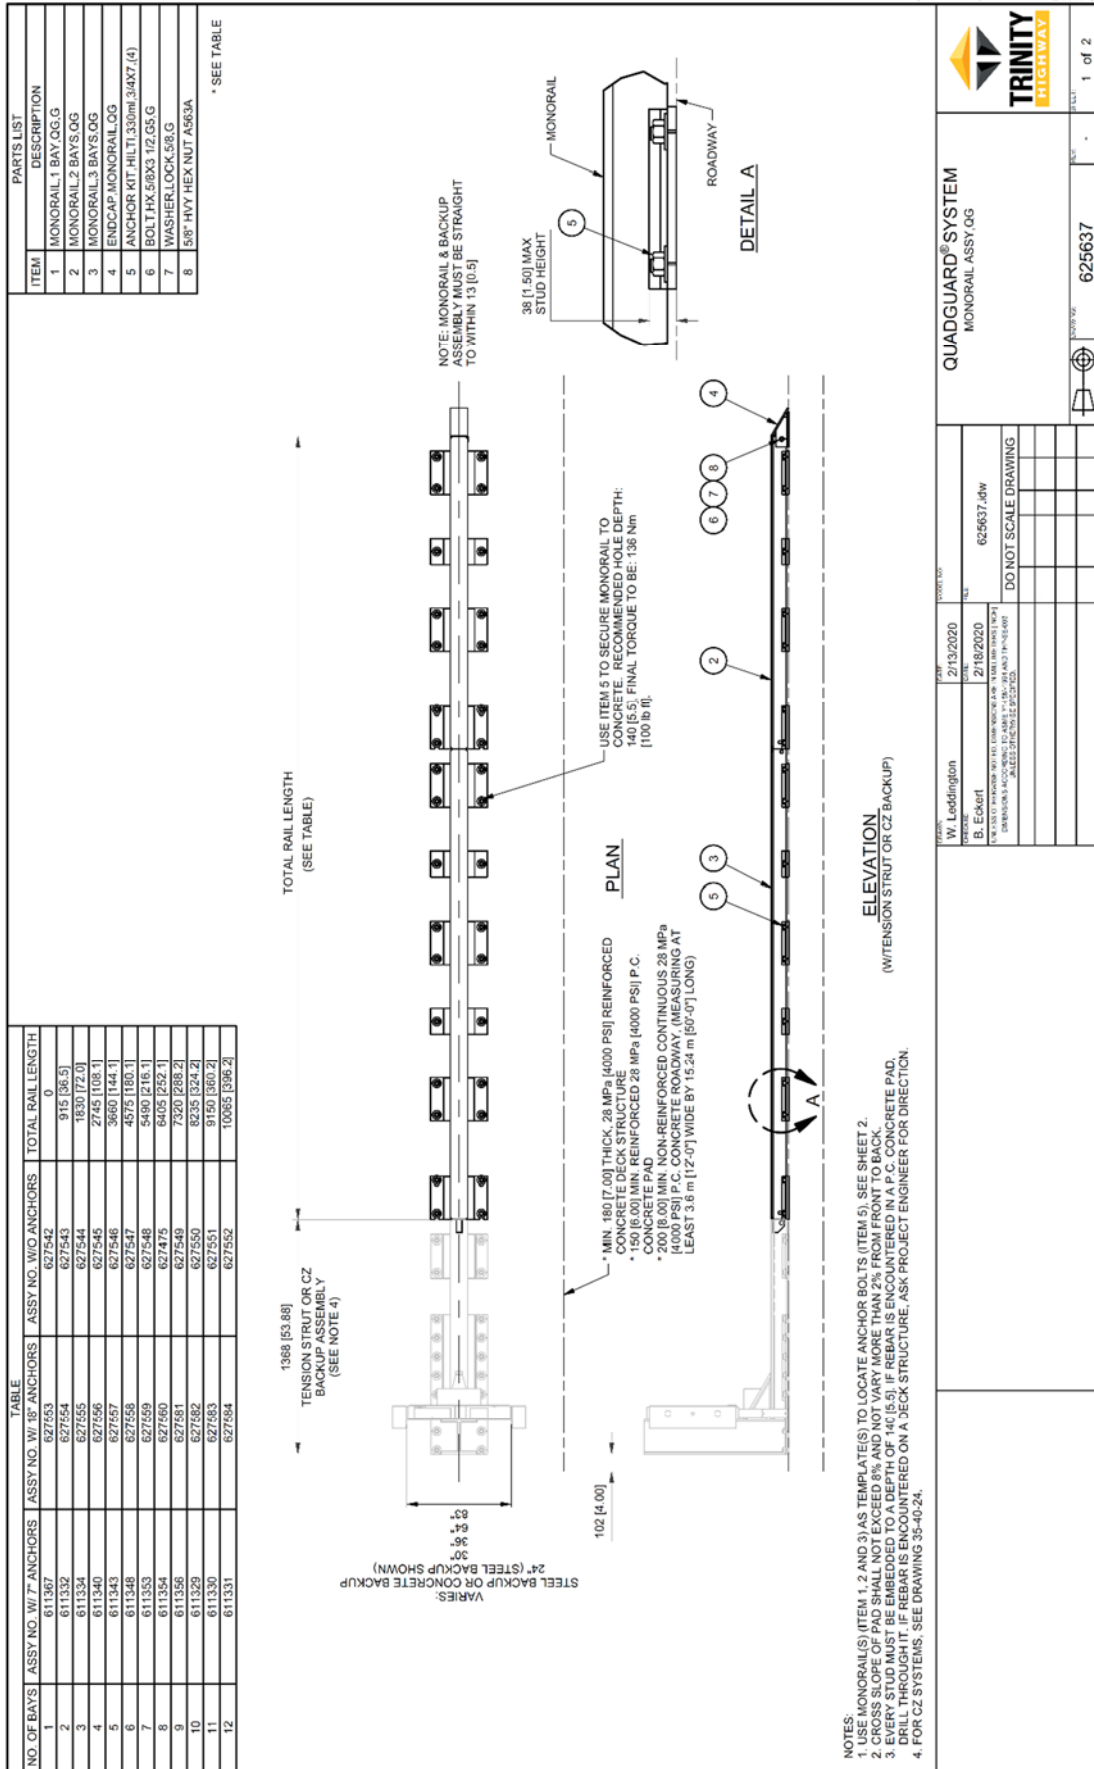 TABLE
NO. OF BAYS ASSY NO. W/ 7" ANCHORS ASSY NO. W/ 18" ANCHORS ASSY NO. W/O ANCHORS TOTAL RAIL LENGTH
1 611367 627553 627542 0
2 611332 627554 627543 915 [36.5]
3 611334 627555 627544 1830 [72.0]
4 611340 627556 627545 2745 [108.1]
5 611343 627557 627546 3660 [144.1]
6 611348 627558 627547 4575 [180.1]
7 611353 627559 627548 5490 [216.1]
8 611354 627560 627475 6405 [252.1]
9 611356 627581 627549 7320 [288.2]
10 611329 627582 627550 8235 [324.2]
11 611330 627583 627551 9150 [360.2]
12 611331 627584 627552 10065 [396.2]
PARTS LIST
ITEM DESCRIPTION
1 MONORAIL,1 BAY,QG,G
2 MONORAIL,2 BAYS,QG
3 MONORAIL,3 BAYS,QG
4 ENDCAP,MONORAIL,QG
5 ANCHOR KIT,HILTI,330ml,3/4X7,(4)
6 BOLT,HX,5/8X3 1/2,G5,G
7 WASHER,LOCK,5/8,G
8 5/8" HVY HEX NUT A563A
* SEE TABLE
1368 [53.88]
TENSION STRUT OR CZ
BACKUP ASSEMBLY
(SEE NOTE 4)
TOTAL RAIL LENGTH
(SEE TABLE)
NOTE: MONORAIL & BACKUP
ASSEMBLY MUST BE STRAIGHT
TO WITHIN 13 [0.5]
VARIES:
STEEL BACKUP OR CONCRETE BACKUP
24" (STEEL BACKUP SHOWN)
30"
36"
64"
83"
USE ITEM 5 TO SECURE MONORAIL TO
CONCRETE. RECOMMENDED HOLE DEPTH:
140 [5.5]. FINAL TORQUE TO BE: 136 Nm
[100 lb ft].
PLAN
* MIN. 180 [7.00] THICK, 28 MPa [4000 PSI] REINFORCED
CONCRETE DECK STRUCTURE
* 150 [6.00] MIN. REINFORCED 28 MPa [4000 PSI] P.C.
CONCRETE PAD
* 200 [8.00] MIN. NON-REINFORCED CONTINUOUS 28 MPa
[4000 PSI] P.C. CONCRETE ROADWAY, (MEASURING AT
LEAST 3.6 m [12'-0"] WIDE BY 15.24 m [50'-0"] LONG)
38 [1.50] MAX
STUD HEIGHT
5
MONORAIL
ROADWAY
DETAIL A
102 [4.00]
A
5
3
2
6 7 8
4
ELEVATION
(W/TENSION STRUT OR CZ BACKUP)
NOTES:
1. USE MONORAIL(S) (ITEM 1, 2 AND 3) AS TEMPLATE(S) TO LOCATE ANCHOR BOLTS (ITEM 5), SEE SHEET 2.
2. CROSS SLOPE OF PAD SHALL NOT EXCEED 8% AND NOT VARY MORE THAN 2% FROM FRONT TO BACK.
3. EVERY STUD MUST BE EMBEDDED TO A DEPTH OF 140 [5.5]. IF REBAR IS ENCOUNTERED IN A P.C. CONCRETE PAD,
DRILL THROUGH IT. IF REBAR IS ENCOUNTERED ON A DECK STRUCTURE, ASK PROJECT ENGINEER FOR DIRECTION.
4. FOR CZ SYSTEMS, SEE DRAWING 35-40-24.
W. Leddington
2/13/2020
B. Eckert
2/18/2020
625637.idw
DO NOT SCALE DRAWING
QUADGUARD® SYSTEM
MONORAIL ASSY,QG
625637
-
1 of 2
TRINITY
HIGHWAY